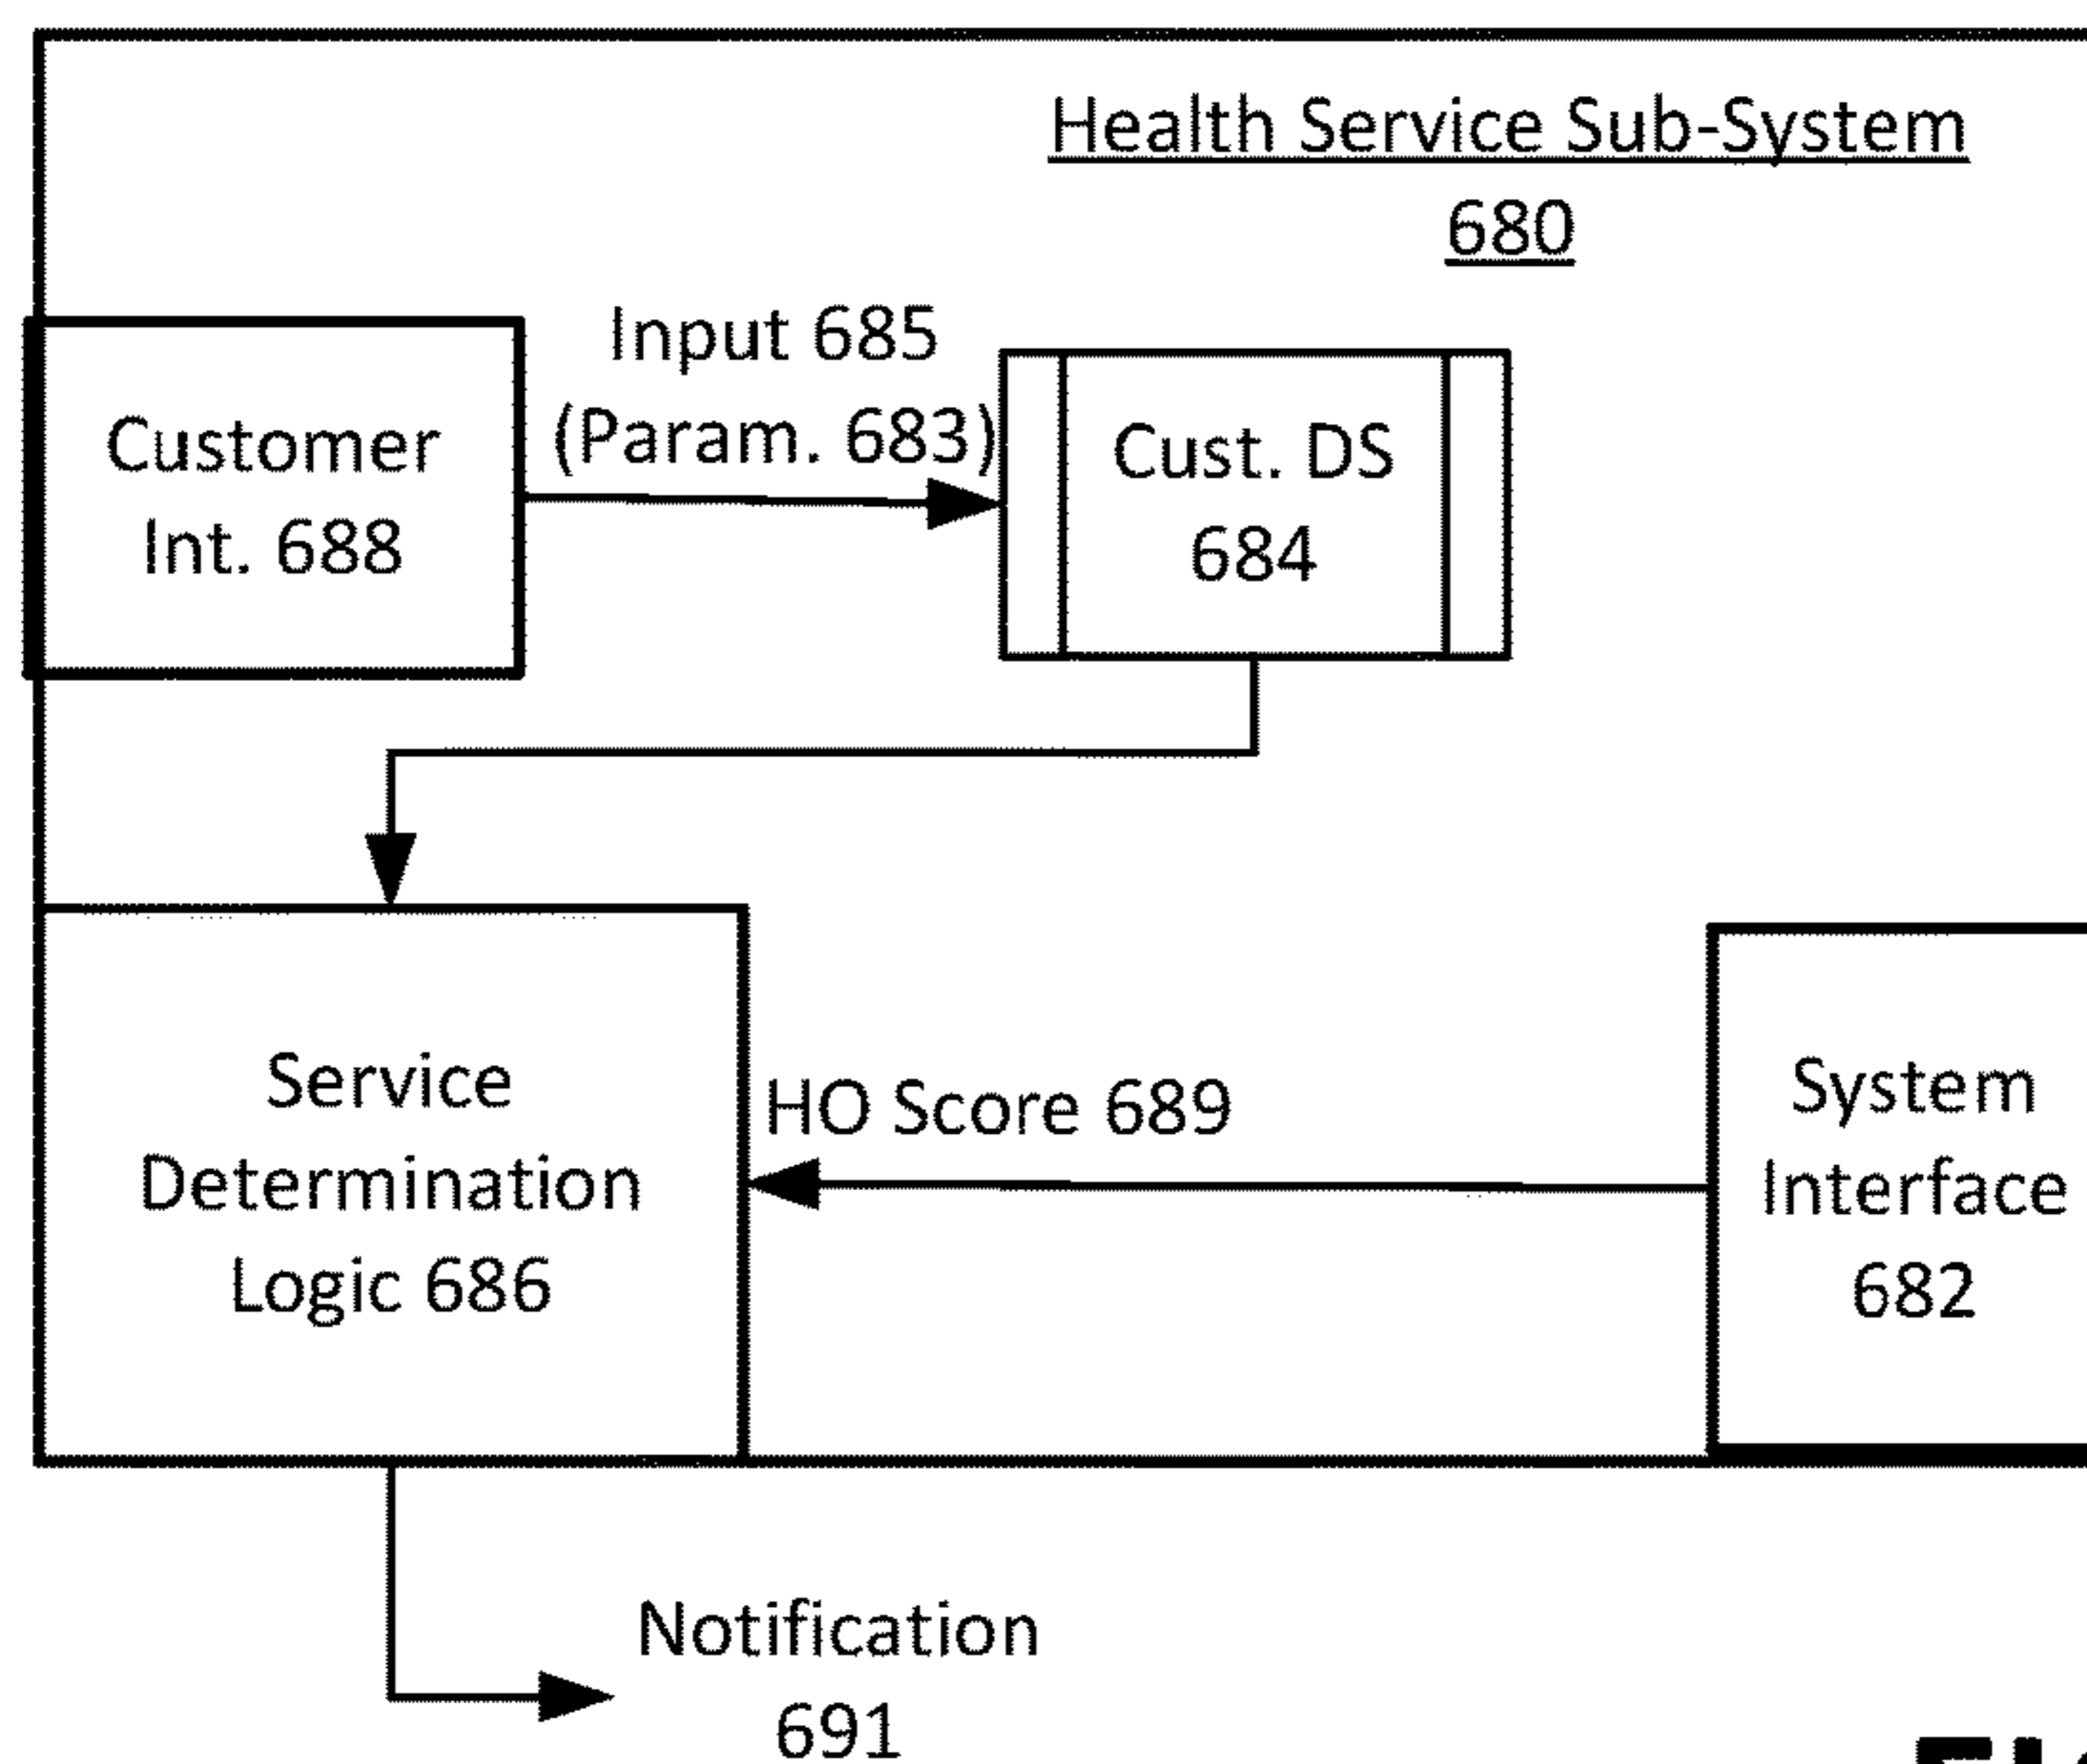 Health Service Sub-System
680
Input 685
(Param. 683)
Customer
Int. 688
Cust. DS
684
Service
Determination
Logic 686
HO Score 689
System
Interface
682
Notification
691